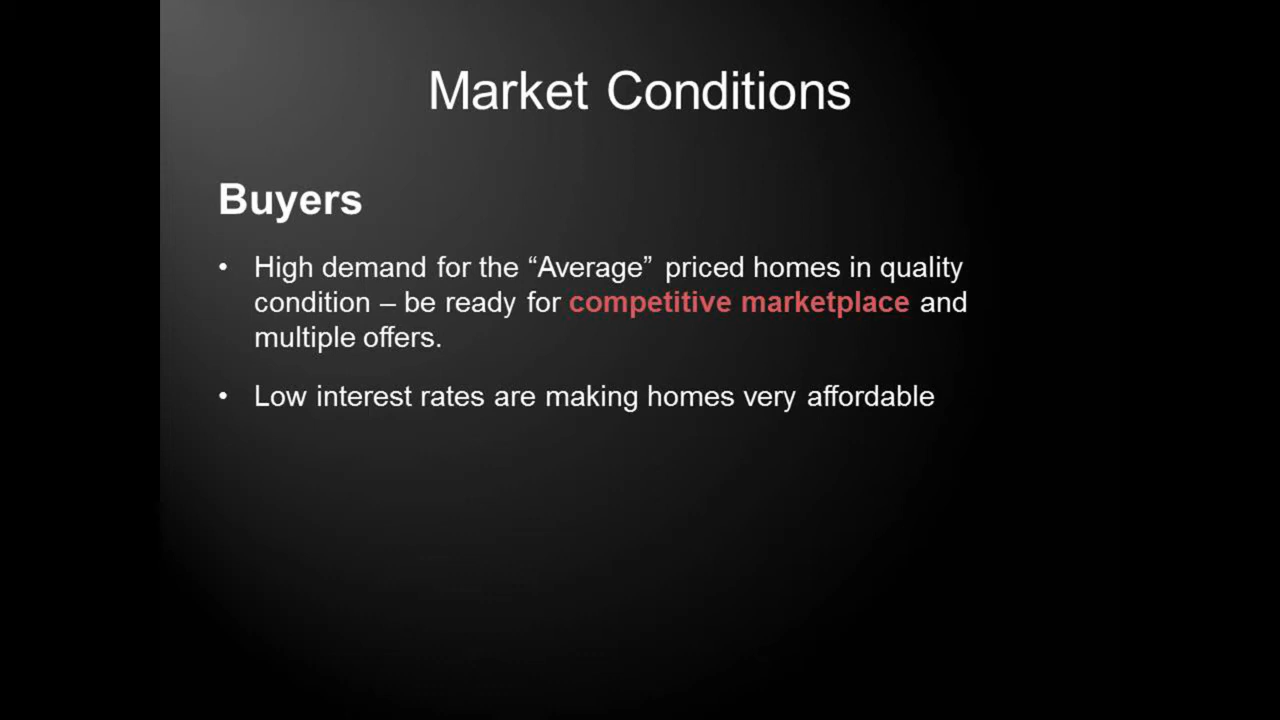 Market Conditions
Buyers
• High demand for the “Average” priced homes in quality
condition – be ready for competitive marketplace and
multiple offers.
• Low interest rates are making homes very affordable